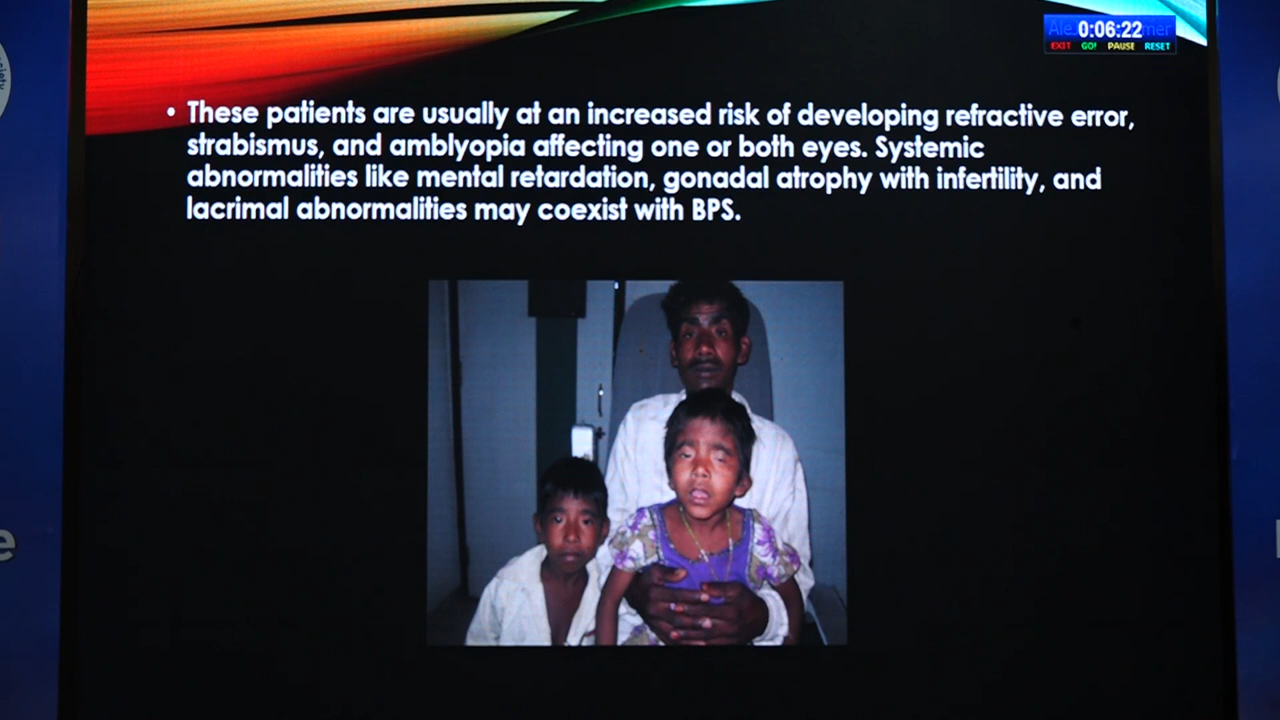 0:06:22
EXIT GO! PAUSE RESET
• These patients are usually at an increased risk of developing refractive error,
strabismus, and amblyopia affecting one or both eyes. Systemic
abnormalities like mental retardation, gonadal atrophy with infertility, and
lacrimal abnormalities may coexist with BPS.